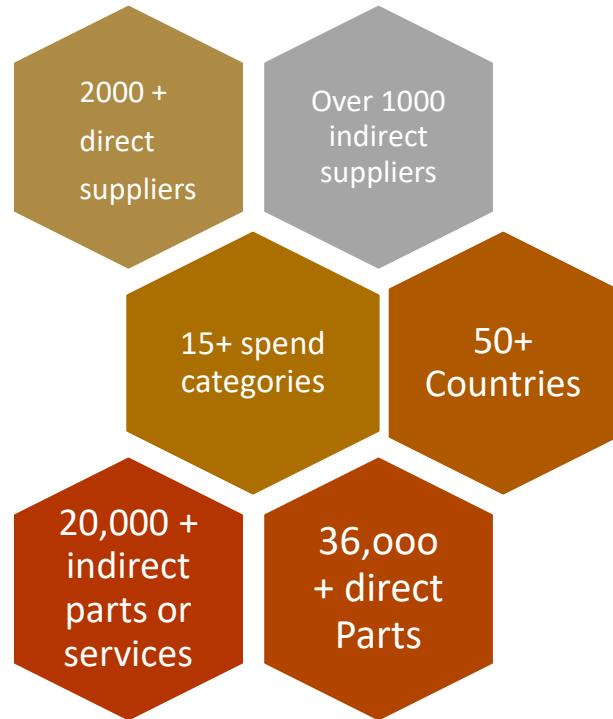 2000 +
direct
suppliers
Over 1000
indirect
suppliers
15+ spend
categories
50+
Countries
20,000 +
indirect
parts or
services
36,ooo
+ direct
Parts